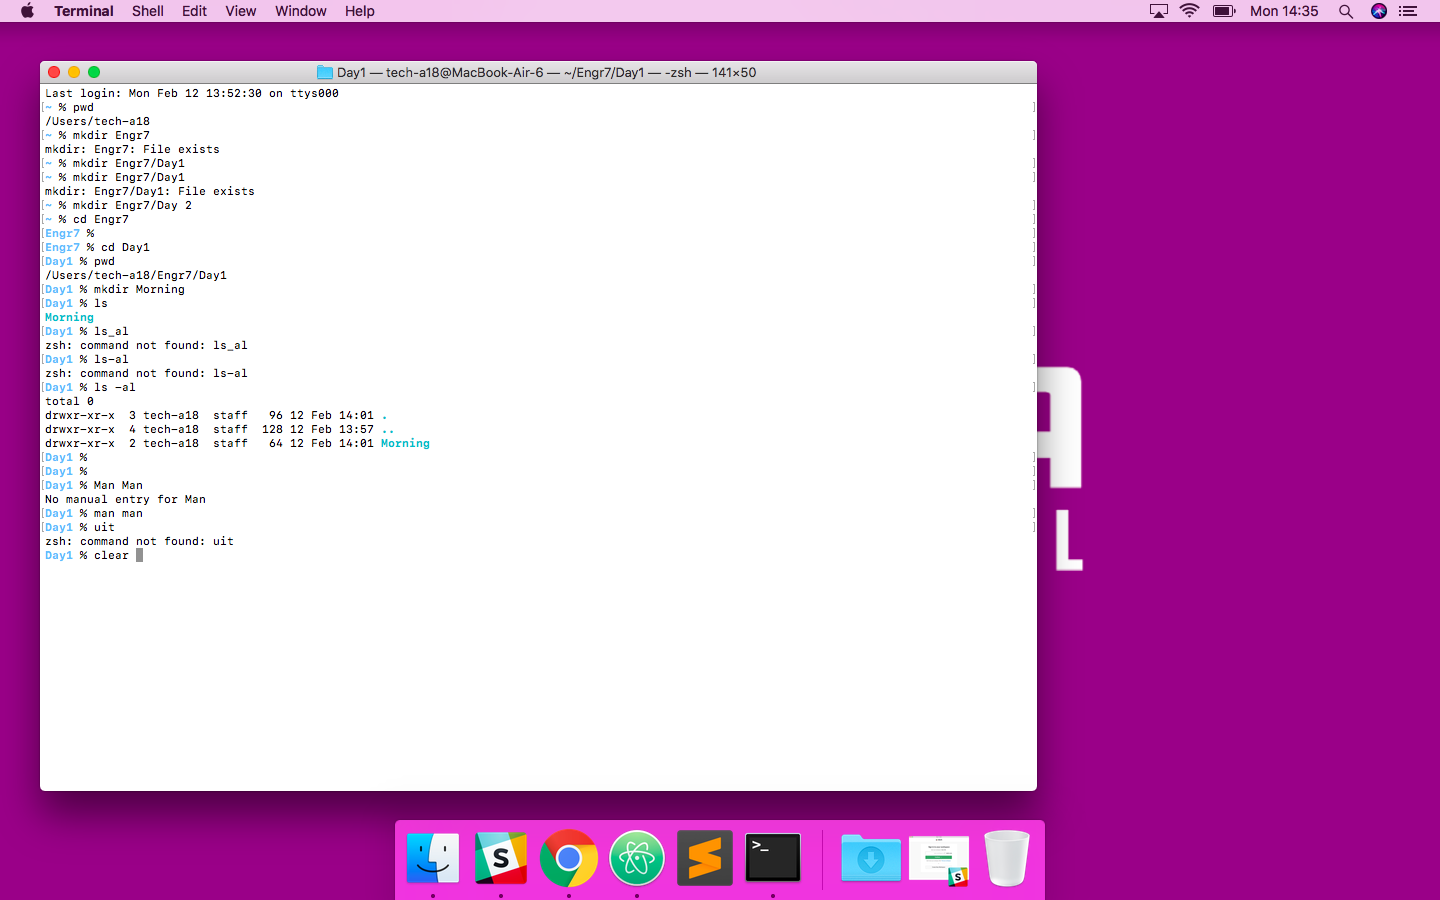 Terminal Shell Edit View Window Help Mon 14:35
Day1 — tech-a18@MacBook-Air-6 — ~/Engr7/Day1 — -zsh — 141×50
Last login: Mon Feb 12 13:52:30 on ttys000
[~ % pwd ]
/Users/tech-a18
[~ % mkdir Engr7 ]
mkdir: Engr7: File exists
[~ % mkdir Engr7/Day1 ]
[~ % mkdir Engr7/Day1 ]
mkdir: Engr7/Day1: File exists
[~ % mkdir Engr7/Day 2 ]
[~ % cd Engr7 ]
[Engr7 % ]
[Engr7 % cd Day1 ]
[Day1 % pwd ]
/Users/tech-a18/Engr7/Day1
[Day1 % mkdir Morning ]
[Day1 % ls ]
Morning
[Day1 % ls_al ]
zsh: command not found: ls_al
[Day1 % ls-al ]
zsh: command not found: ls-al
[Day1 % ls -al ]
total 0
drwxr-xr-x  3 tech-a18  staff   96 12 Feb 14:01 .
drwxr-xr-x  4 tech-a18  staff  128 12 Feb 13:57 ..
drwxr-xr-x  2 tech-a18  staff   64 12 Feb 14:01 Morning
[Day1 % ]
[Day1 % ]
[Day1 % Man Man ]
No manual entry for Man
[Day1 % man man ]
[Day1 % uit ]
zsh: command not found: uit
Day1 % clear
A
L
S
>_
S